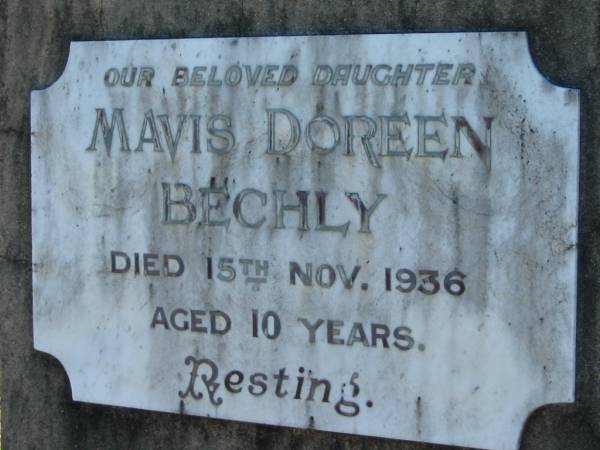 OUR BELOVED DAUGHTER
MAVIS DOREEN
BECHLY
DIED 15TH NOV. 1936
AGED 10 YEARS.
Resting.